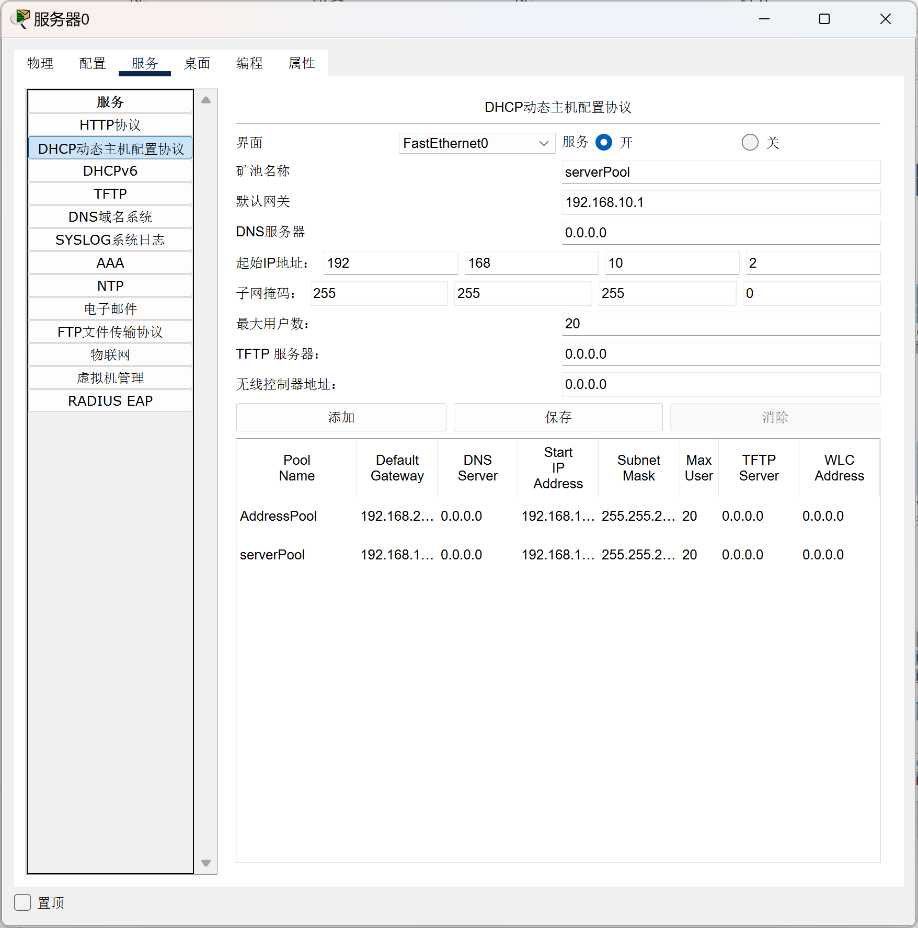 服务器0
物理 配置 服务 桌面 编程 属性
服务
HTTP协议
DHCP动态主机配置协议
DHCPv6
TFTP
DNS域名系统
SYSLOG系统日志
AAA
NTP
电子邮件
FTP文件传输协议
物联网
虚拟机管理
RADIUS EAP
DHCP动态主机配置协议
界面 FastEthernet0 服务 开 关
矿池名称 serverPool
默认网关 192.168.10.1
DNS服务器 0.0.0.0
起始IP地址: 192 168 10 2
子网掩码: 255 255 255 0
最大用户数: 20
TFTP 服务器: 0.0.0.0
无线控制器地址: 0.0.0.0
添加 保存 消除
Pool Name Default Gateway DNS Server Start IP Address Subnet Mask Max User TFTP Server WLC Address
AddressPool 192.168.2... 0.0.0.0 192.168.1... 255.255.2... 20 0.0.0.0 0.0.0.0
serverPool 192.168.1... 0.0.0.0 192.168.1... 255.255.2... 20 0.0.0.0 0.0.0.0
置顶